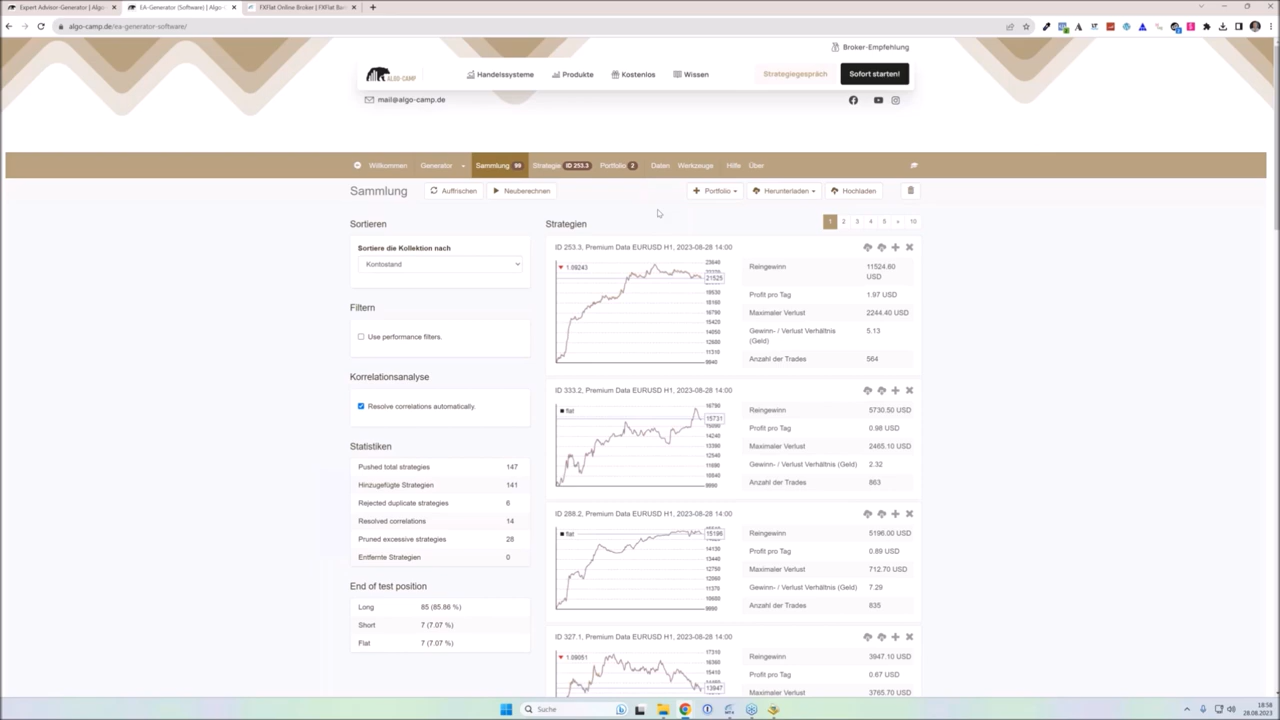 Expert Advisor-Generator | Algo-
EA-Generator (Software) | Algo-
FXFlat Online Broker | FXFlat Ba
algo-camp.de/ea-generator-software/
Broker-Empfehlung
ALGO-CAMP
Handelssysteme
Produkte
Kostenlos
Wissen
Strategiegespräch
Sofort starten!
mail@algo-camp.de
Willkommen
Generator
Sammlung 99
Strategie ID 253.3
Portfolio 2
Daten
Werkzeuge
Hilfe
Über
Sammlung
Auffrischen
Neuberechnen
Portfolio
Herunterladen
Hochladen
Sortieren
Sortiere die Kollektion nach
Kontostand
Filtern
Use performance filters.
Korrelationsanalyse
Resolve correlations automatically.
Statistiken
Pushed total strategies 147
Hinzugefügte Strategien 141
Rejected duplicate strategies 6
Resolved correlations 14
Pruned excessive strategies 28
Entfernte Strategien 0
End of test position
Long 85 (85.86 %)
Short 7 (7.07 %)
Flat 7 (7.07 %)
Strategien
1 2 3 4 5 » 10
ID 253.3, Premium Data EURUSD H1, 2023-08-28 14:00
1.09243
23640
21525
Reingewinn 11524.60 USD
Profit pro Tag 1.97 USD
Maximaler Verlust 2244.40 USD
Gewinn- / Verlust Verhältnis (Geld) 5.13
Anzahl der Trades 564
ID 333.2, Premium Data EURUSD H1, 2023-08-28 14:00
flat
15731
Reingewinn 5730.50 USD
Profit pro Tag 0.98 USD
Maximaler Verlust 2465.10 USD
Gewinn- / Verlust Verhältnis (Geld) 2.32
Anzahl der Trades 863
ID 288.2, Premium Data EURUSD H1, 2023-08-28 14:00
flat
15196
Reingewinn 5196.00 USD
Profit pro Tag 0.89 USD
Maximaler Verlust 712.70 USD
Gewinn- / Verlust Verhältnis (Geld) 7.29
Anzahl der Trades 835
ID 327.1, Premium Data EURUSD H1, 2023-08-28 14:00
1.09051
17310
13947
Reingewinn 3947.10 USD
Profit pro Tag 0.67 USD
Maximaler Verlust 3765.70 USD
Suche
18:58
28.08.2023